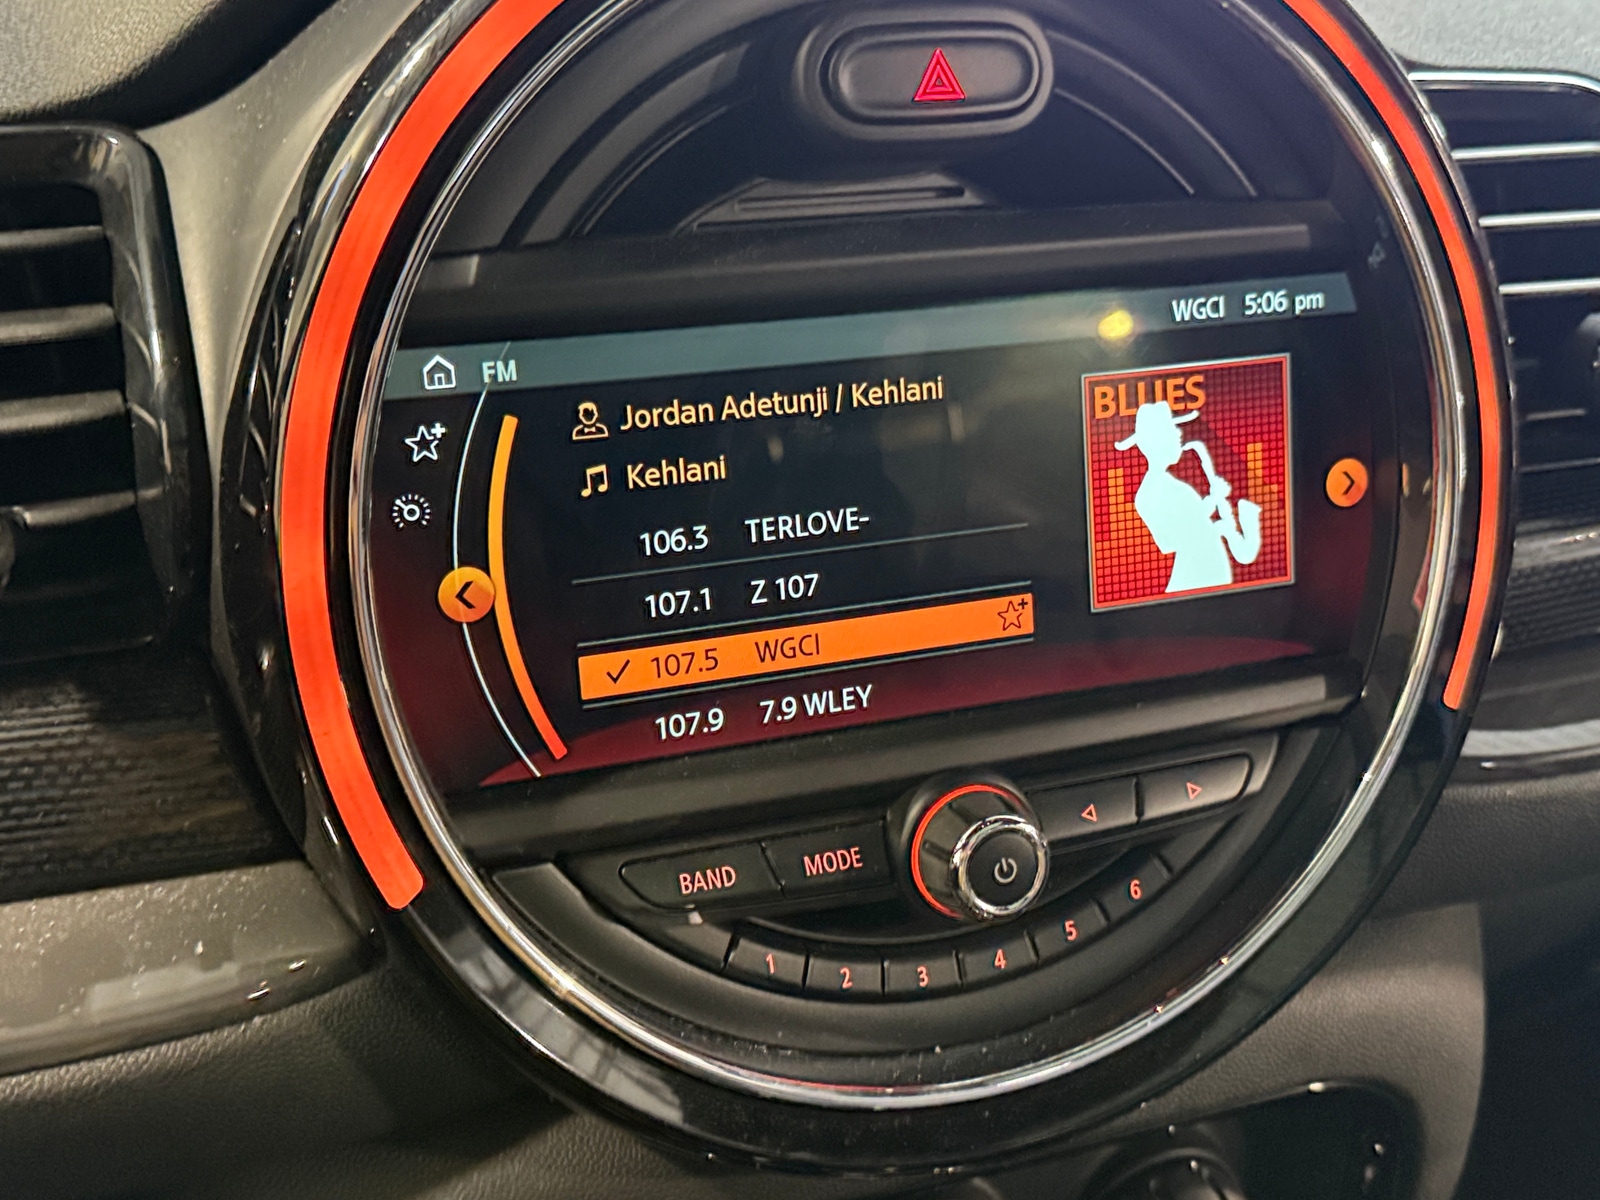 WGCI 5:06 pm
FM
Jordan Adetunji / Kehlani
BLUES
Kehlani
106.3 TERLOVE-
107.1 Z 107
107.5 WGCI
107.9 7.9 WLEY
BAND MODE
1 2 3 4 5 6